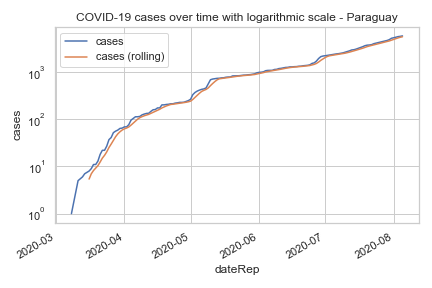 COVID-19 cases over time with logarithmic scale - Paraguay
cases
cases (rolling)
10³
10²
10¹
10⁰
cases
2020-03
2020-04
2020-05
2020-06
2020-07
2020-08
dateRep